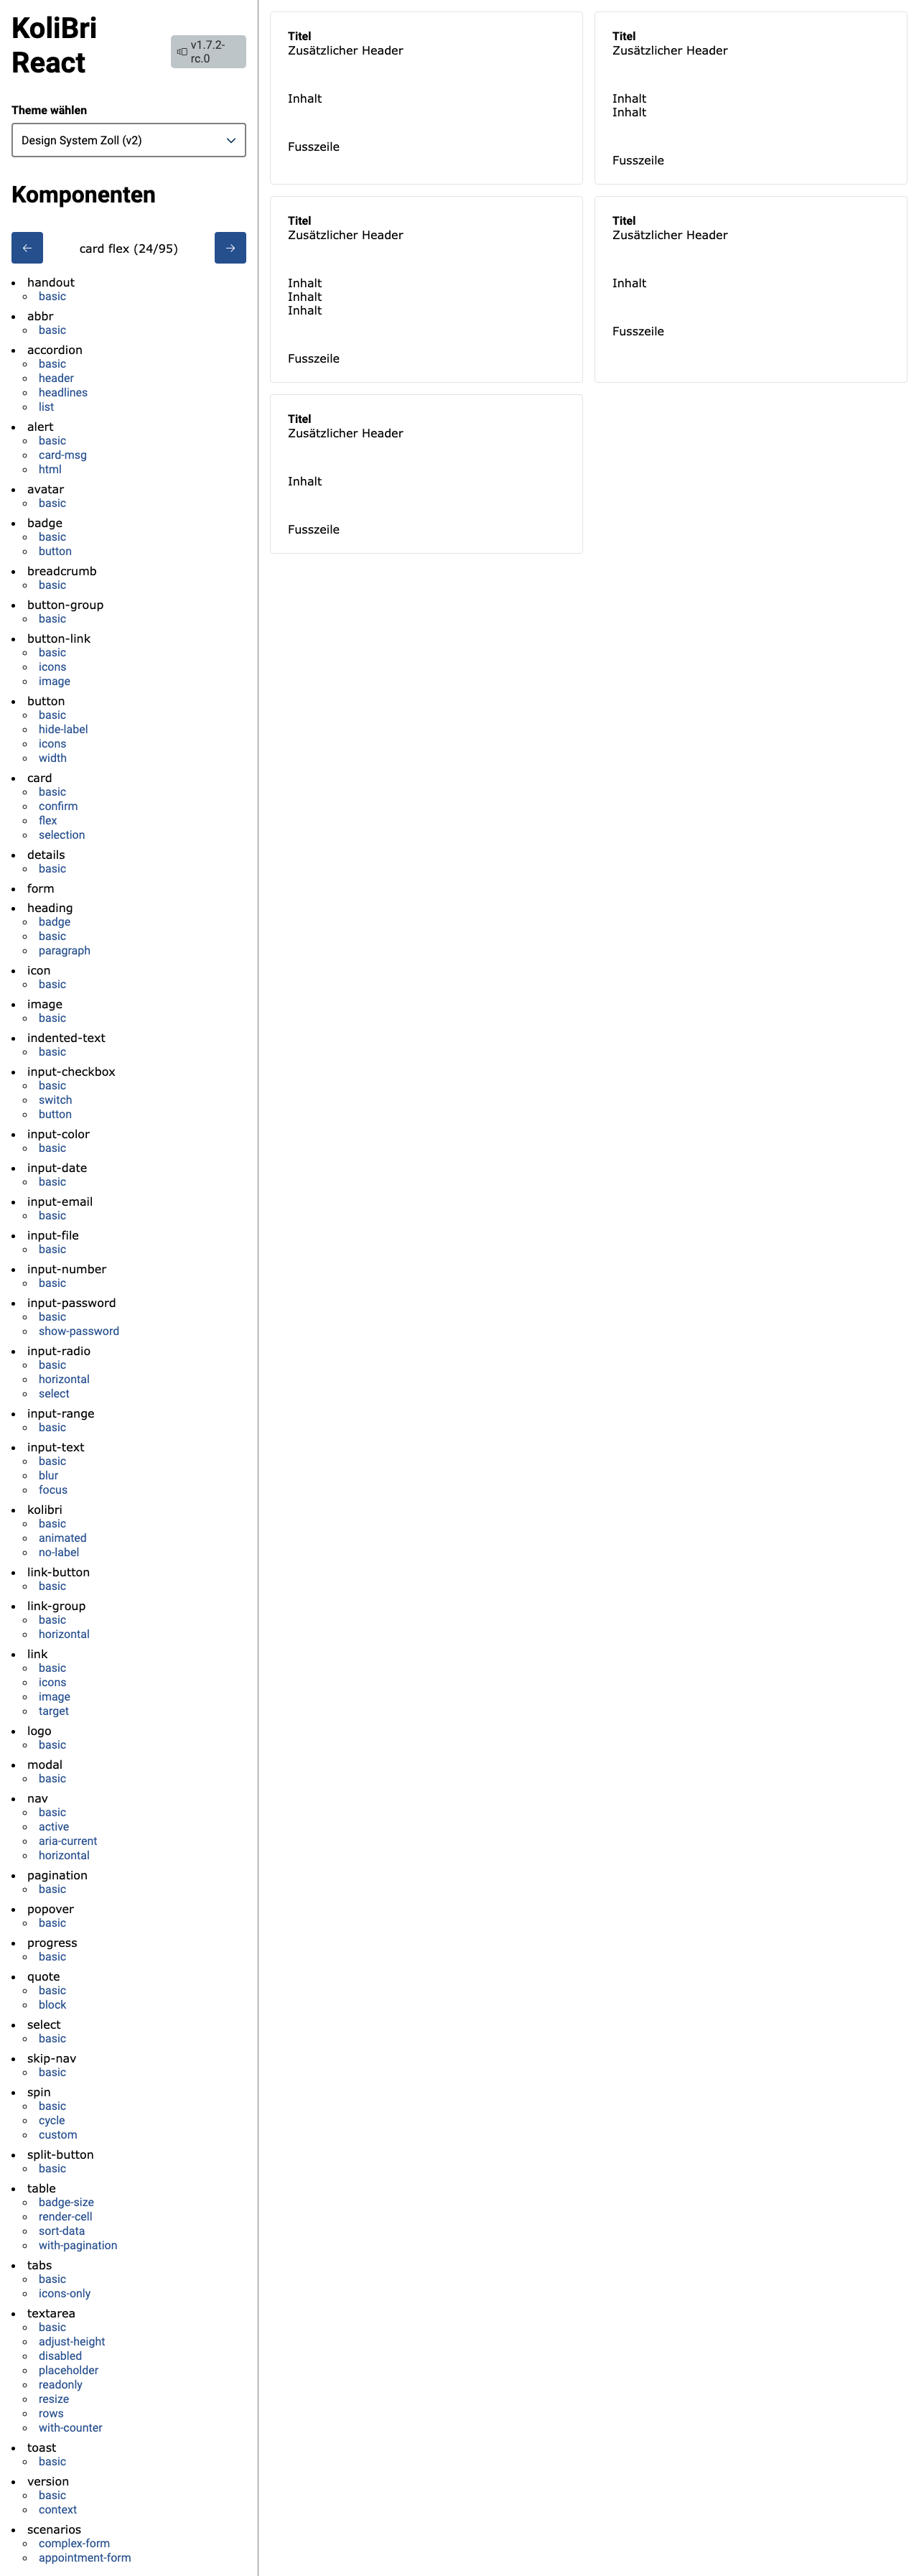 KoliBri
React
v1.7.2-
rc.0
Theme wählen
Design System Zoll (v2)
Komponenten
card flex (24/95)
handout
basic
abbr
basic
accordion
basic
header
headlines
list
alert
basic
card-msg
html
avatar
basic
badge
basic
button
breadcrumb
basic
button-group
basic
button-link
basic
icons
image
button
basic
hide-label
icons
width
card
basic
confirm
flex
selection
details
basic
form
heading
badge
basic
paragraph
icon
basic
image
basic
indented-text
basic
input-checkbox
basic
switch
button
input-color
basic
input-date
basic
input-email
basic
input-file
basic
input-number
basic
input-password
basic
show-password
input-radio
basic
horizontal
select
input-range
basic
input-text
basic
blur
focus
kolibri
basic
animated
no-label
link-button
basic
link-group
basic
horizontal
link
basic
icons
image
target
logo
basic
modal
basic
nav
basic
active
aria-current
horizontal
pagination
basic
popover
basic
progress
basic
quote
basic
block
select
basic
skip-nav
basic
spin
basic
cycle
custom
split-button
basic
table
badge-size
render-cell
sort-data
with-pagination
tabs
basic
icons-only
textarea
basic
adjust-height
disabled
placeholder
readonly
resize
rows
with-counter
toast
basic
version
basic
context
scenarios
complex-form
appointment-form
Titel
Zusätzlicher Header
Inhalt
Fusszeile
Titel
Zusätzlicher Header
Inhalt
Inhalt
Fusszeile
Titel
Zusätzlicher Header
Inhalt
Inhalt
Inhalt
Fusszeile
Titel
Zusätzlicher Header
Inhalt
Fusszeile
Titel
Zusätzlicher Header
Inhalt
Fusszeile